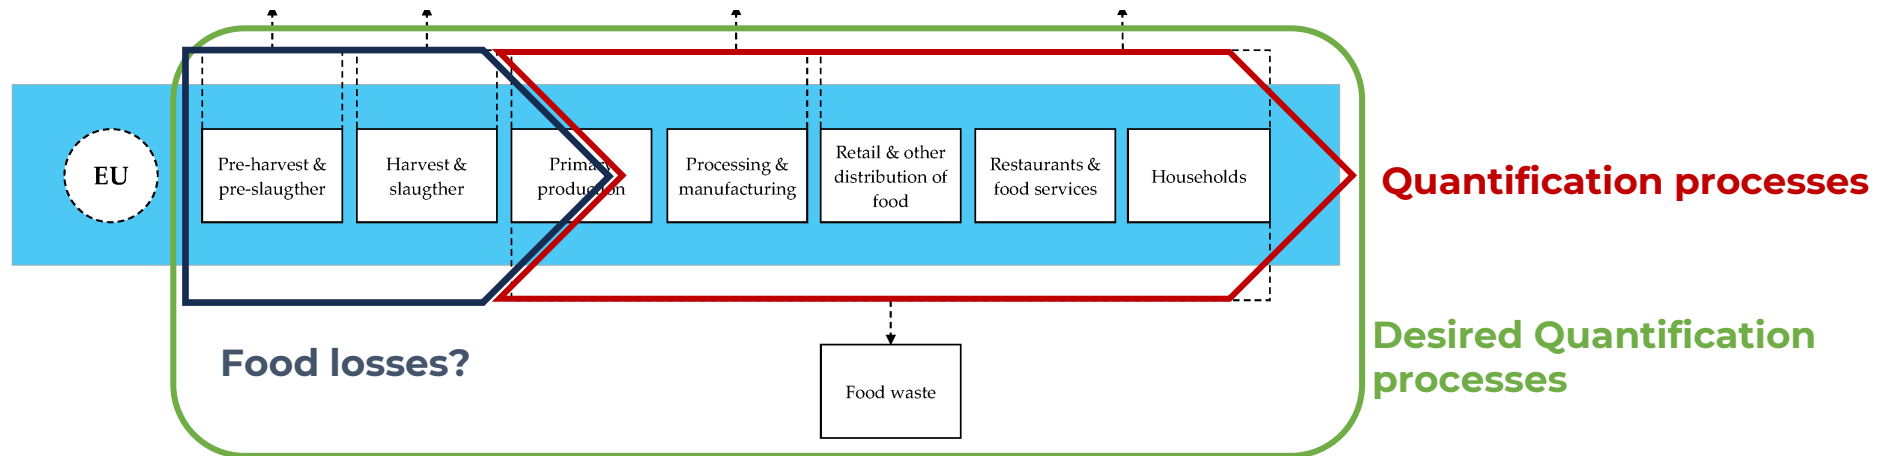 EU
Pre-harvest &
pre-slaugther
Harvest &
slaugther
Primary
production
Processing &
manufacturing
Retail & other
distribution of
food
Restaurants &
food services
Households
Quantification processes
Food losses?
Food waste
Desired Quantification
processes